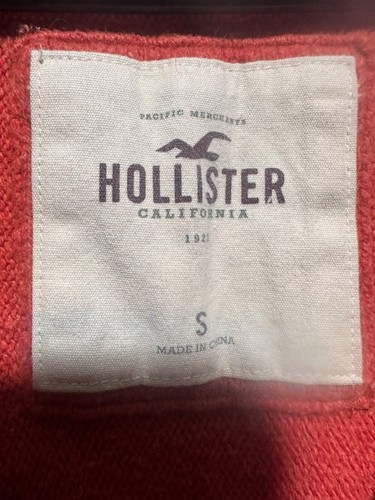 PACIFIC MERCHANTS
HOLLISTER
CALIFORNIA
S
MADE IN CHINA